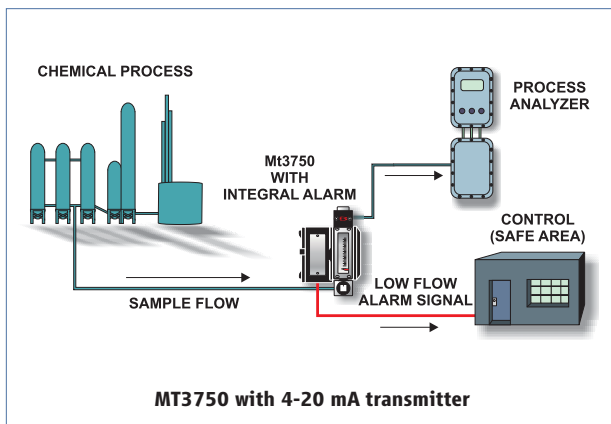 CHEMICAL PROCESS
PROCESS
ANALYZER
Mt3750
WITH
INTEGRAL ALARM
CONTROL
(SAFE AREA)
SAMPLE FLOW
LOW FLOW
ALARM SIGNAL
MT3750 with 4-20 mA transmitter